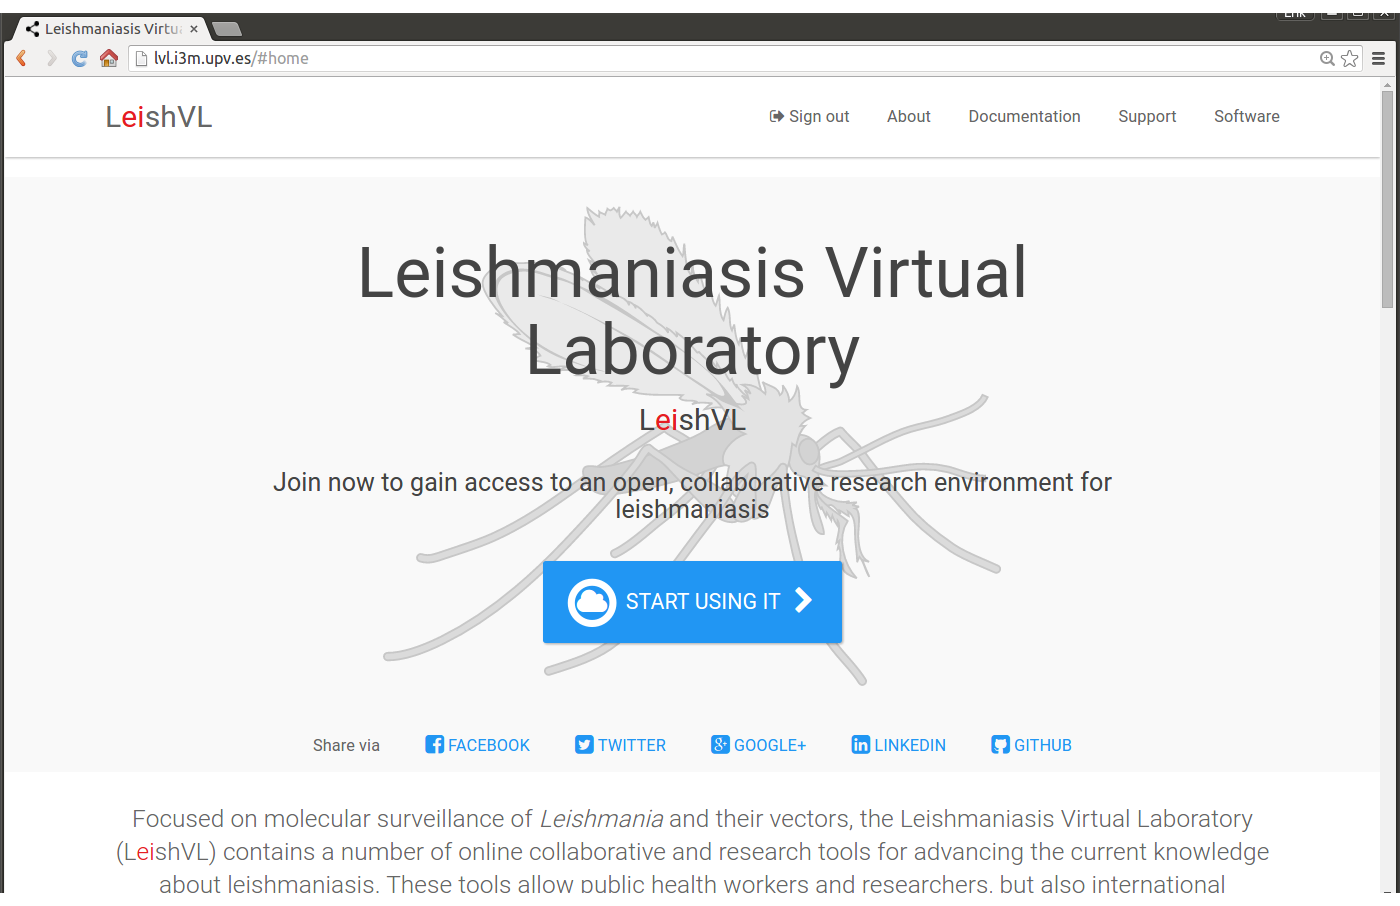 Erik
Leishmaniasis Virtu
lvl.i3m.upv.es/#home
LeishVL
Sign out About Documentation Support Software
Leishmaniasis Virtual
Laboratory
LeishVL
Join now to gain access to an open, collaborative research environment for
leishmaniasis
START USING IT
Share via FACEBOOK TWITTER GOOGLE+ LINKEDIN GITHUB
Focused on molecular surveillance of Leishmania and their vectors, the Leishmaniasis Virtual Laboratory
(LeishVL) contains a number of online collaborative and research tools for advancing the current knowledge
about leishmaniasis. These tools allow public health workers and researchers, but also international